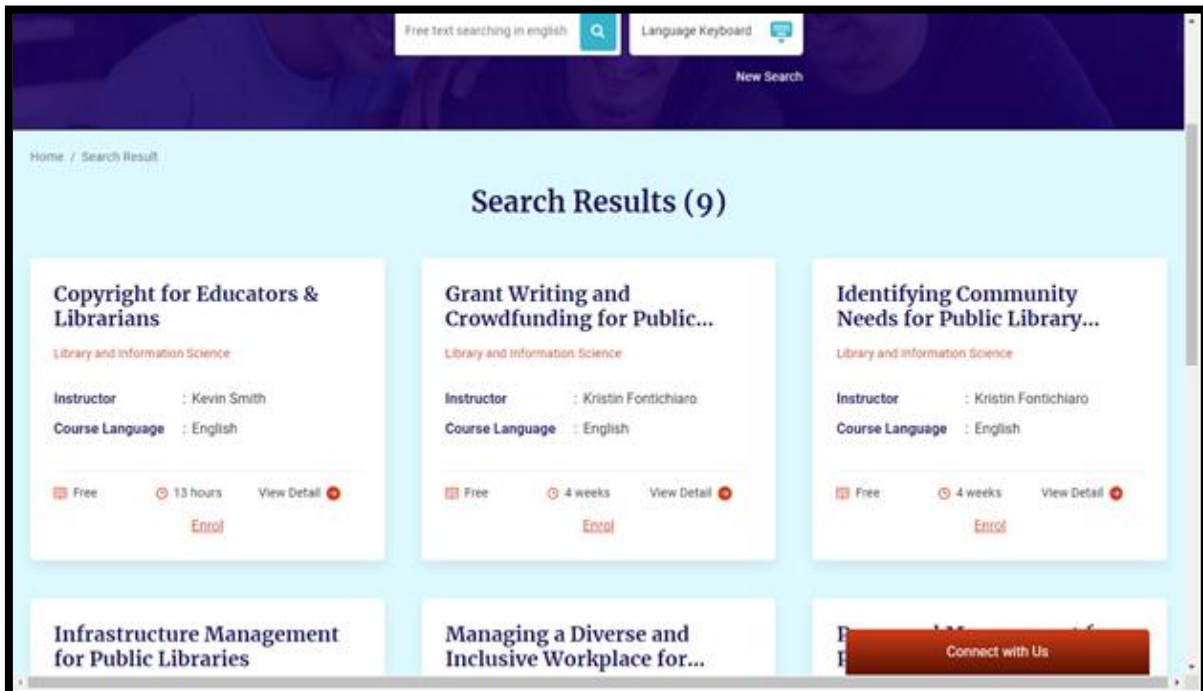 Free text searching in english
Language Keyboard
New Search
Home / Search Result
Search Results (9)
Copyright for Educators &
Librarians
Library and Information Science
Instructor : Kevin Smith
Course Language : English
Free 13 hours View Detail
Enrol
Grant Writing and
Crowdfunding for Public...
Library and Information Science
Instructor : Kristin Fontichiaro
Course Language : English
Free 4 weeks View Detail
Enrol
Identifying Community
Needs for Public Library...
Library and Information Science
Instructor : Kristin Fontichiaro
Course Language : English
Free 4 weeks View Detail
Enrol
Infrastructure Management
for Public Libraries
Managing a Diverse and
Inclusive Workplace for...
Connect with Us